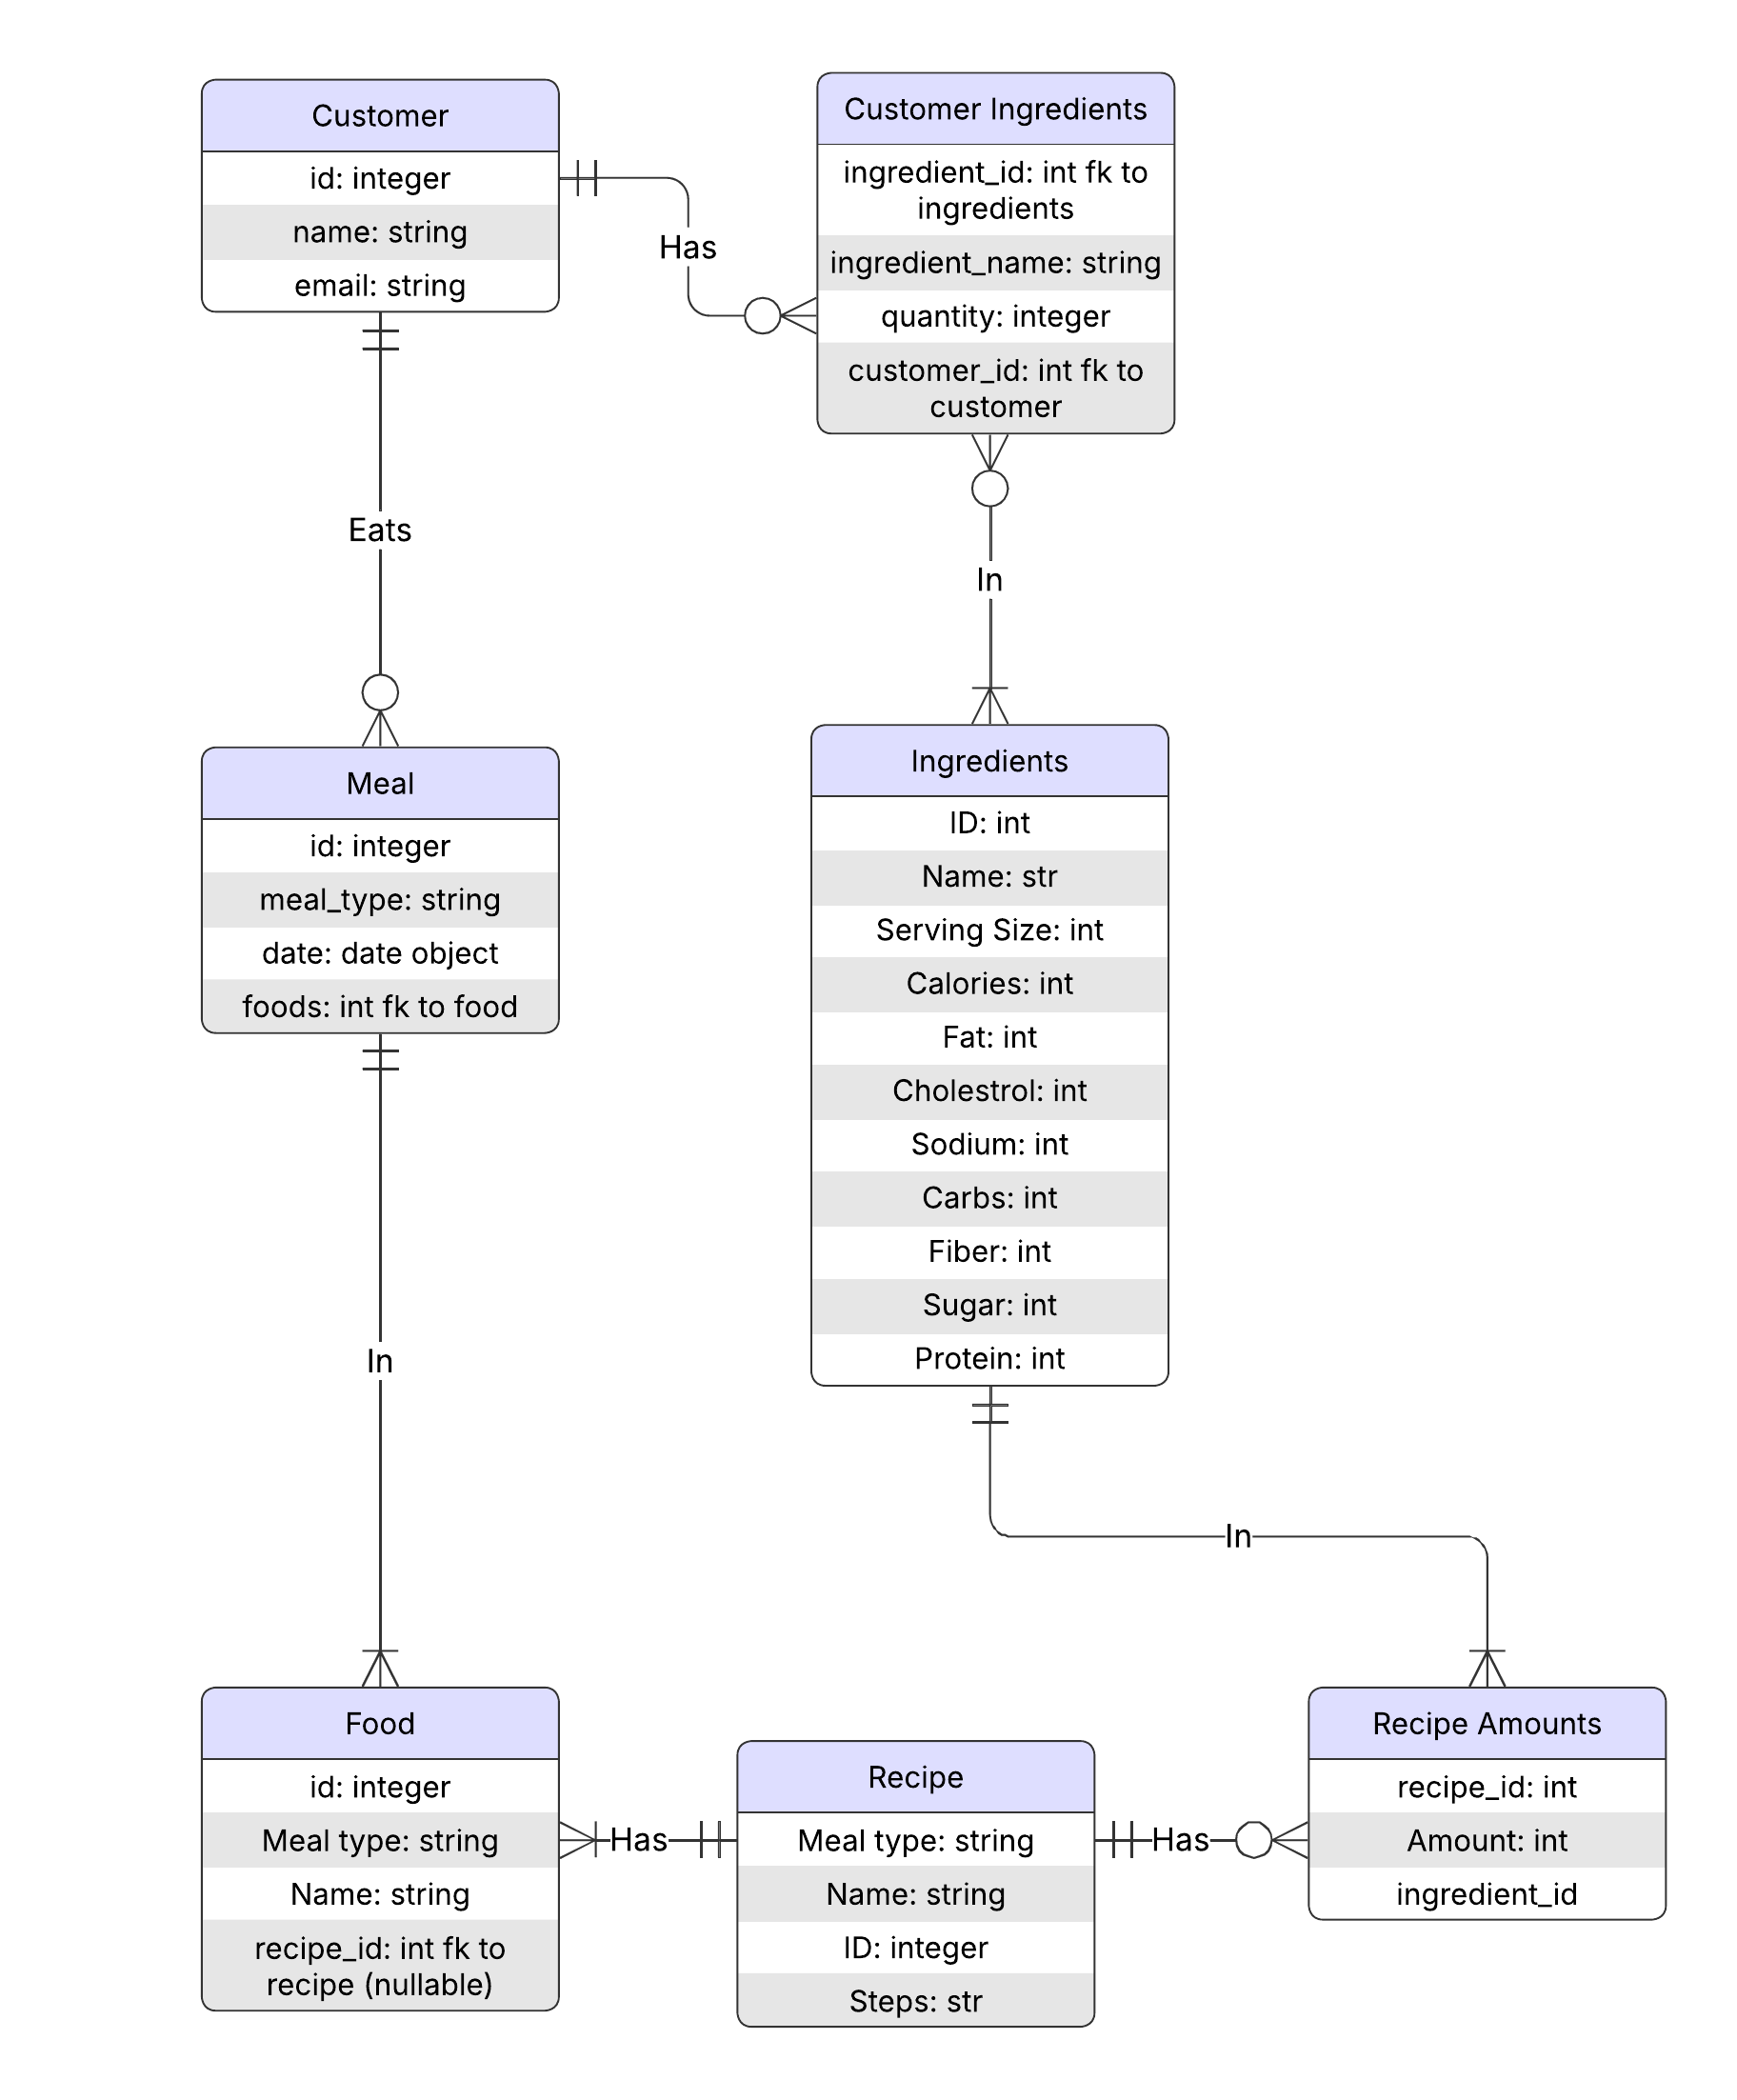 Customer
id: integer
name: string
email: string
Has
Customer Ingredients
ingredient_id: int fk to
ingredients
ingredient_name: string
quantity: integer
customer_id: int fk to
customer
Eats
In
Meal
id: integer
meal_type: string
date: date object
foods: int fk to food
Ingredients
ID: int
Name: str
Serving Size: int
Calories: int
Fat: int
Cholestrol: int
Sodium: int
Carbs: int
Fiber: int
Sugar: int
Protein: int
In
In
Food
id: integer
Meal type: string
Name: string
recipe_id: int fk to
recipe (nullable)
Has
Recipe
Meal type: string
Name: string
ID: integer
Steps: str
Has
Recipe Amounts
recipe_id: int
Amount: int
ingredient_id